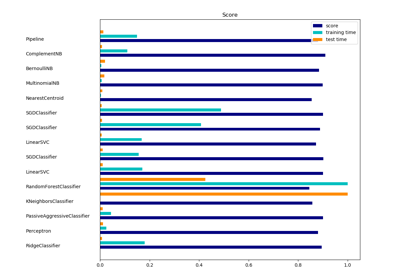 Score
score
training time
test time
Pipeline
ComplementNB
BernoulliNB
MultinomialNB
NearestCentroid
SGDClassifier
SGDClassifier
LinearSVC
SGDClassifier
LinearSVC
RandomForestClassifier
KNeighborsClassifier
PassiveAggressiveClassifier
Perceptron
RidgeClassifier
0.0 0.2 0.4 0.6 0.8 1.0